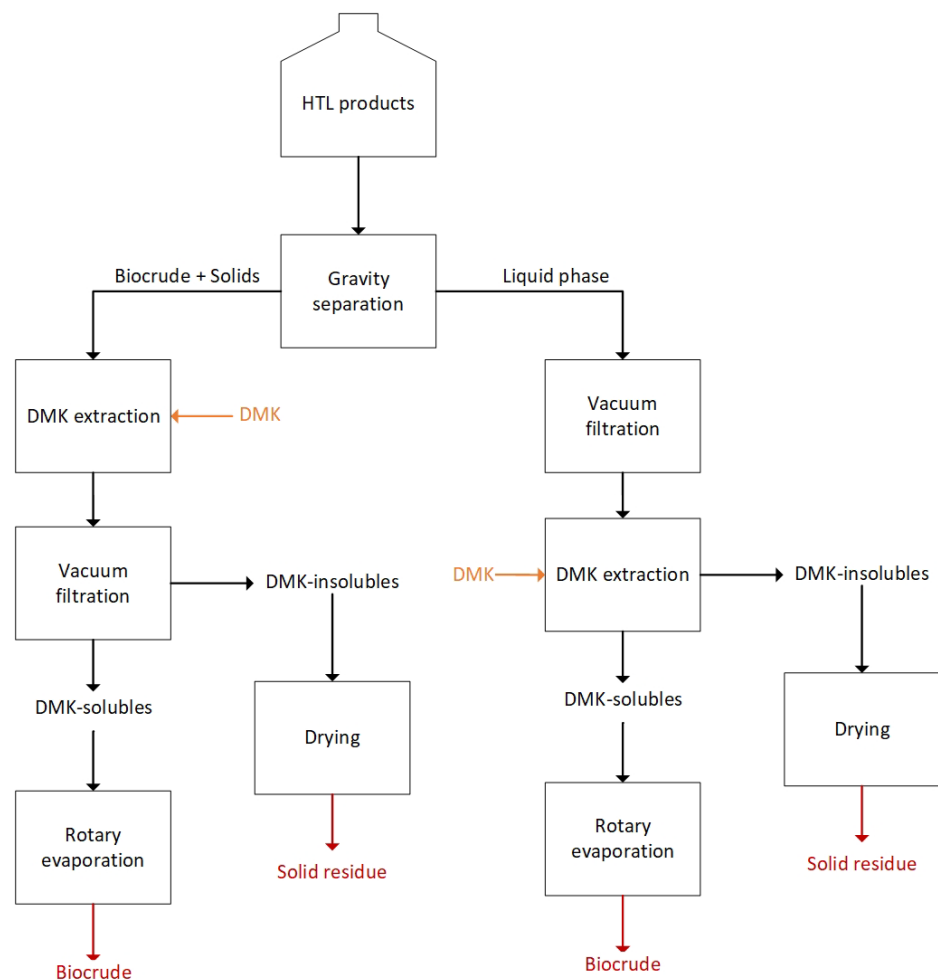 HTL products
Gravity
separation
Biocrude + Solids
Liquid phase
DMK extraction
DMK
Vacuum
filtration
DMK-insolubles
DMK-solubles
Drying
Rotary
evaporation
Solid residue
Biocrude
Vacuum
filtration
DMK
DMK extraction
DMK-insolubles
DMK-solubles
Drying
Rotary
evaporation
Solid residue
Biocrude